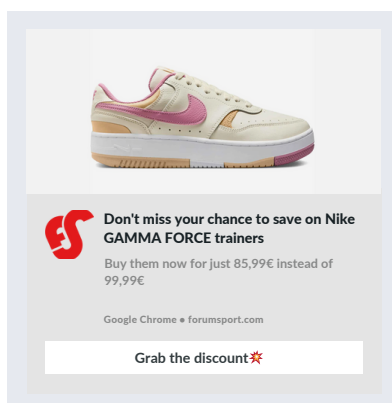 Don't miss your chance to save on Nike
GAMMA FORCE trainers
Buy them now for just 85,99€ instead of
99,99€
Google Chrome ● forumsport.com
Grab the discount💥